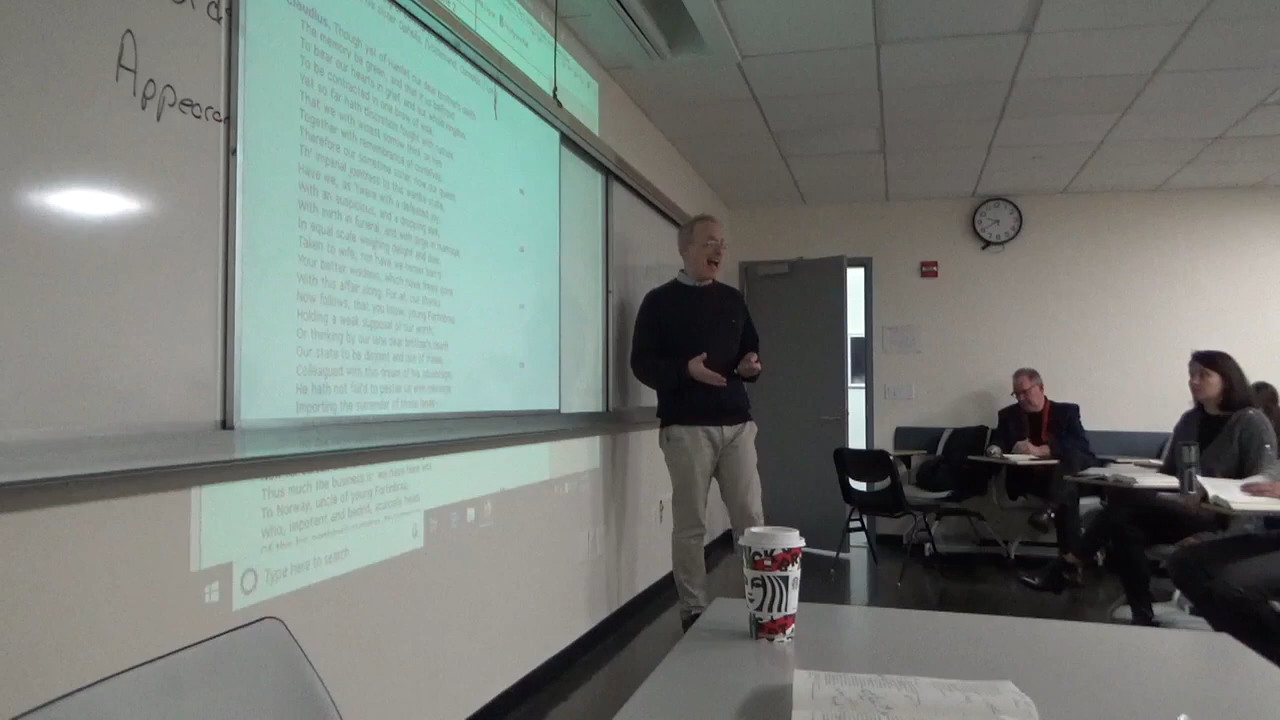 Appeara
Claudius. Though yet of Hamlet our dear brother's death
The memory be green, and that it us befitted
To bear our hearts in grief, and our whole kingdom
To be contracted in one brow of woe,
Yet so far hath discretion fought with nature
That we with wisest sorrow think on him
Together with remembrance of ourselves.
Therefore our sometime sister, now our queen,
Th' imperial jointress to this warlike state,
Have we, as 'twere with a defeated joy,
With an auspicious, and a dropping eye,
With mirth in funeral, and with dirge in marriage,
In equal scale weighing delight and dole,
Taken to wife; nor have we herein barr'd
Your better wisdoms, which have freely gone
With this affair along. For all, our thanks.
Now follows, that you know, young Fortinbras,
Holding a weak supposal of our worth,
Or thinking by our late dear brother's death
Our state to be disjoint and out of frame,
Colleagued with this dream of his advantage,
He hath not fail'd to pester us with message
Importing the surrender of those lands
Thus much the business is: we have here writ
To Norway, uncle of young Fortinbras,
Who, impotent and bedrid, scarcely hears
Type here to search